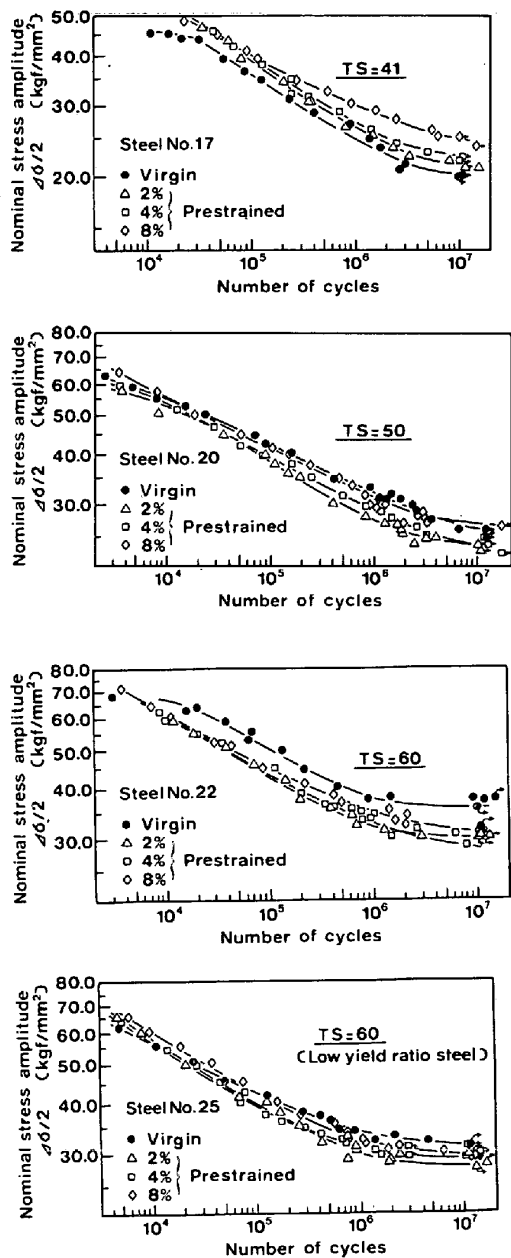 Nominal stress amplitude
Δσ/2 (kgf/mm²)
50.0
40.0
30.0
20.0
TS=41
Steel No.17
● Virgin
△ 2%
□ 4% } Prestrained
◇ 8%
10⁴ 10⁵ 10⁶ 10⁷
Number of cycles
Nominal stress amplitude
Δσ/2 (kgf/mm²)
80.0
70.0
60.0
50.0
40.0
30.0
TS=50
Steel No.20
● Virgin
△ 2%
□ 4% } Prestrained
◇ 8%
10⁴ 10⁵ 10⁶ 10⁷
Number of cycles
Nominal stress amplitude
Δσ/2 (kgf/mm²)
80.0
70.0
60.0
50.0
40.0
30.0
TS=60
Steel No.22
● Virgin
△ 2%
□ 4% } Prestrained
◇ 8%
10⁴ 10⁵ 10⁶ 10⁷
Number of cycles
Nominal stress amplitude
Δσ/2 (kgf/mm²)
80.0
70.0
60.0
50.0
40.0
30.0
TS=60
(Low yield ratio steel)
Steel No.25
● Virgin
△ 2%
□ 4% } Prestrained
◇ 8%
10⁴ 10⁵ 10⁶ 10⁷
Number of cycles